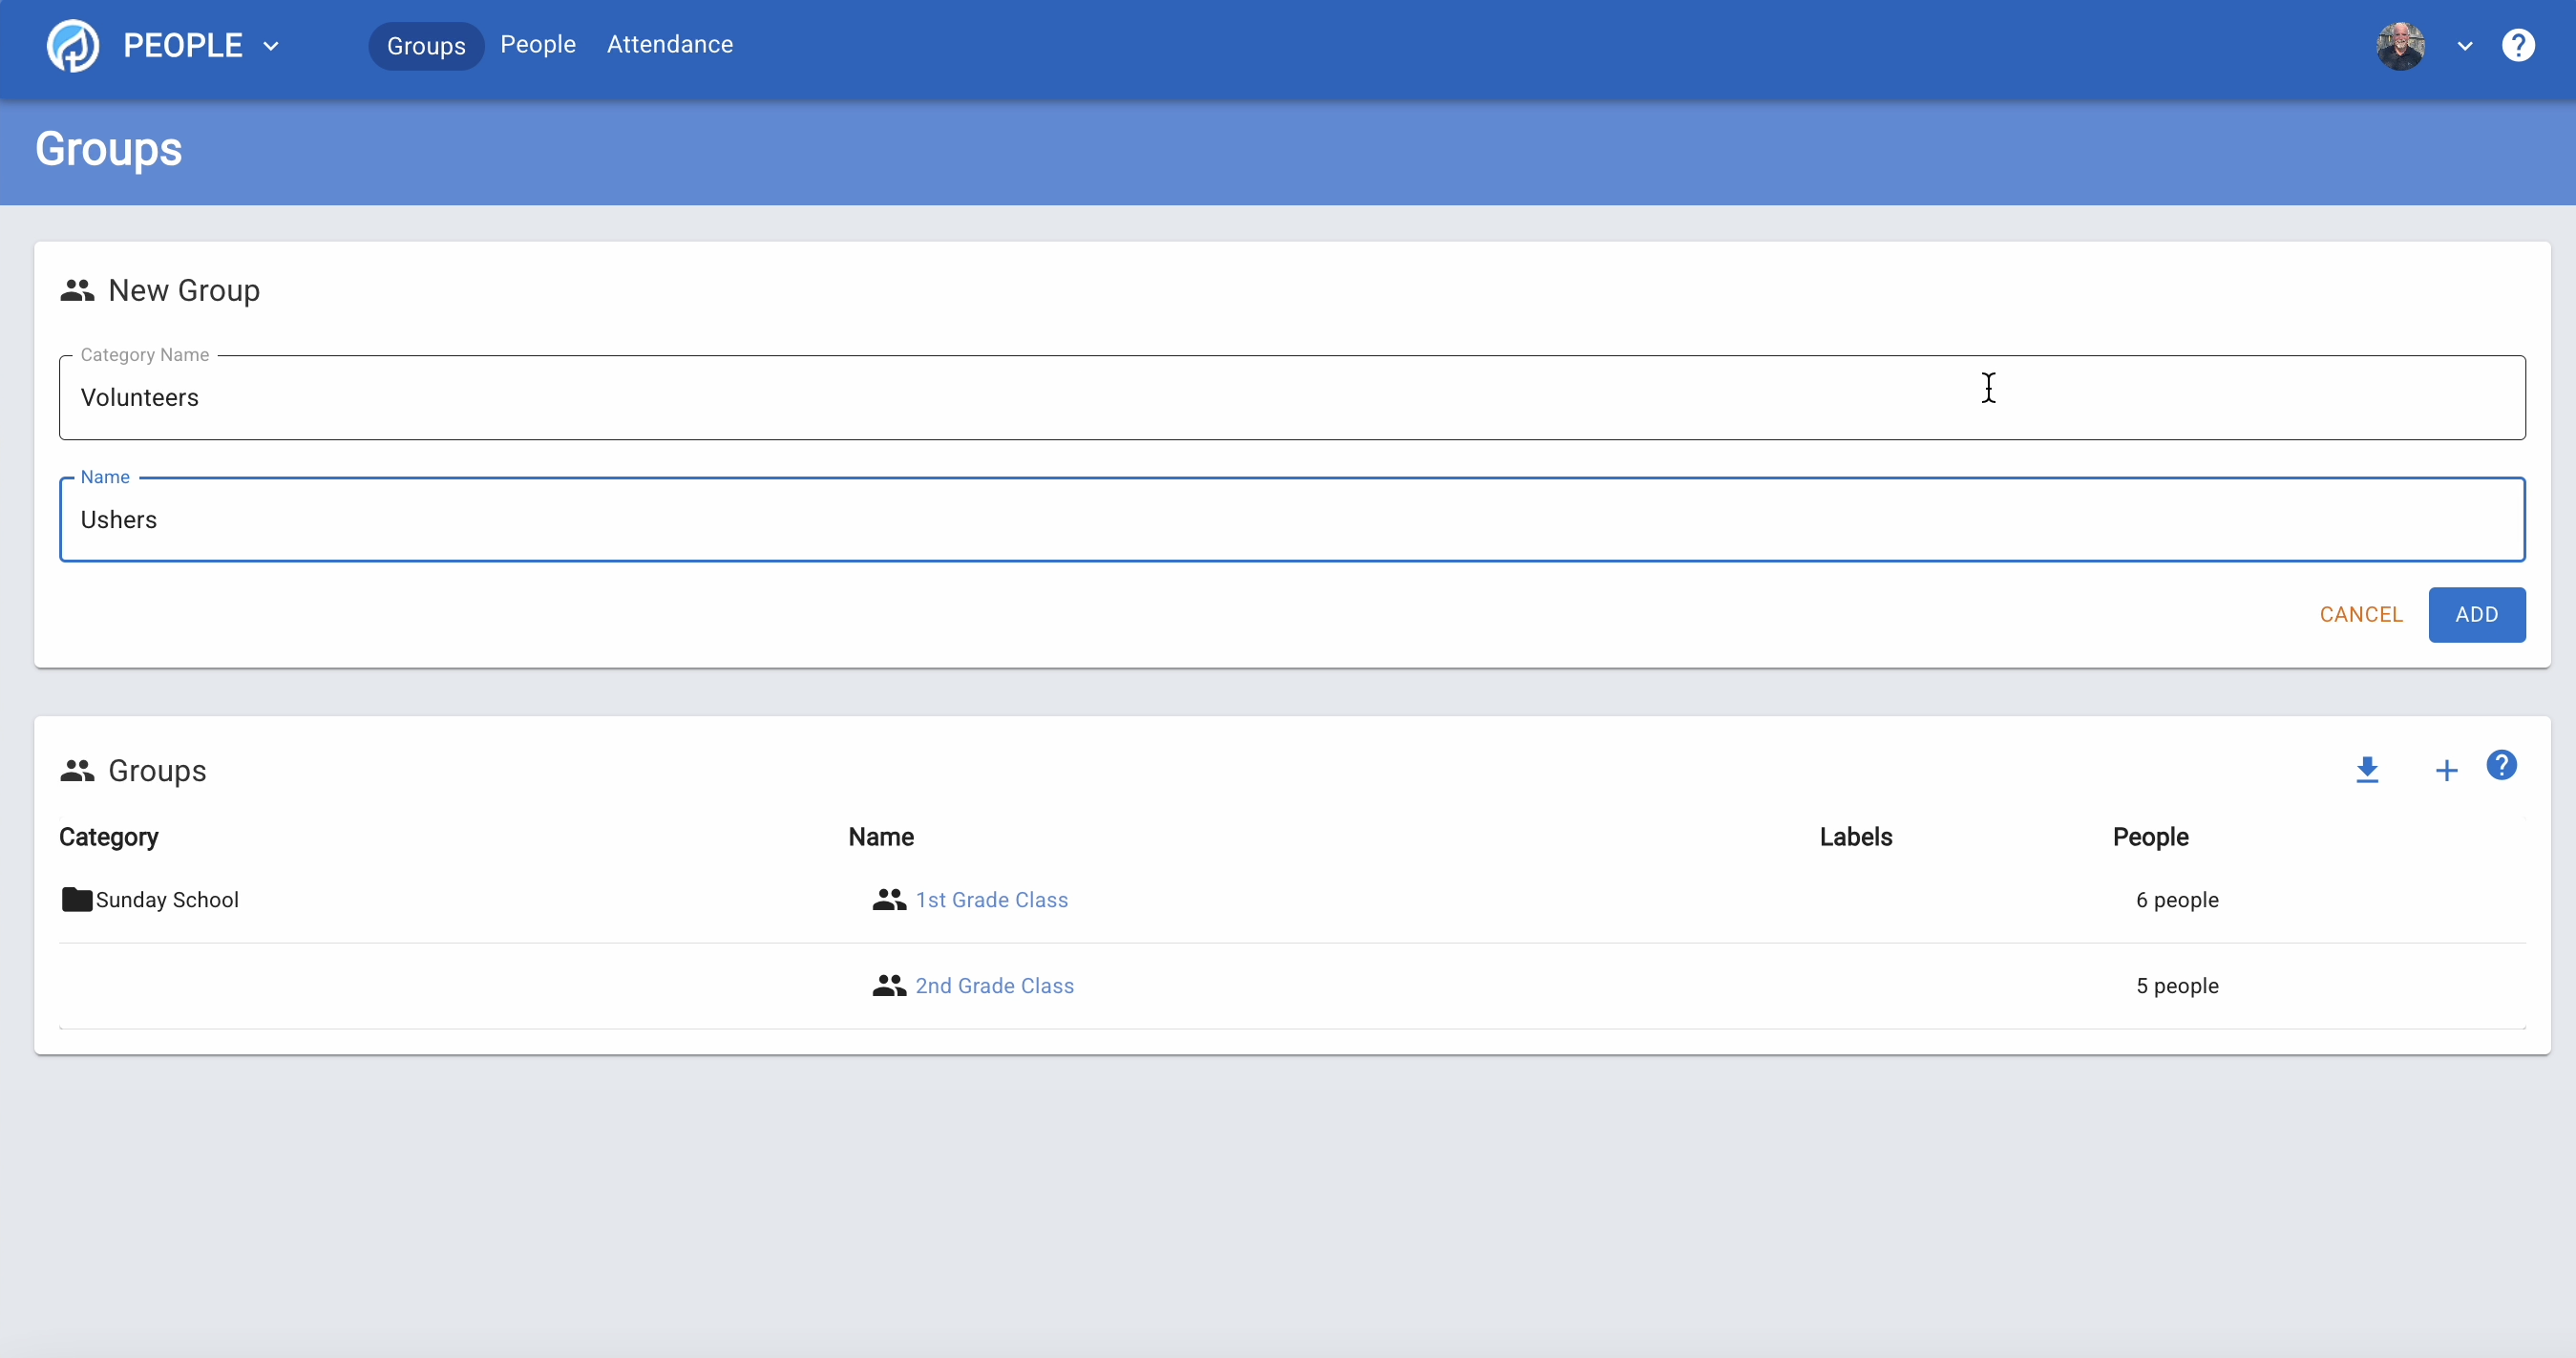 PEOPLE Groups People Attendance
Groups
New Group
Category Name
Volunteers
Name
Ushers
CANCEL ADD
Groups
Category Name Labels People
Sunday School 1st Grade Class 6 people
2nd Grade Class 5 people